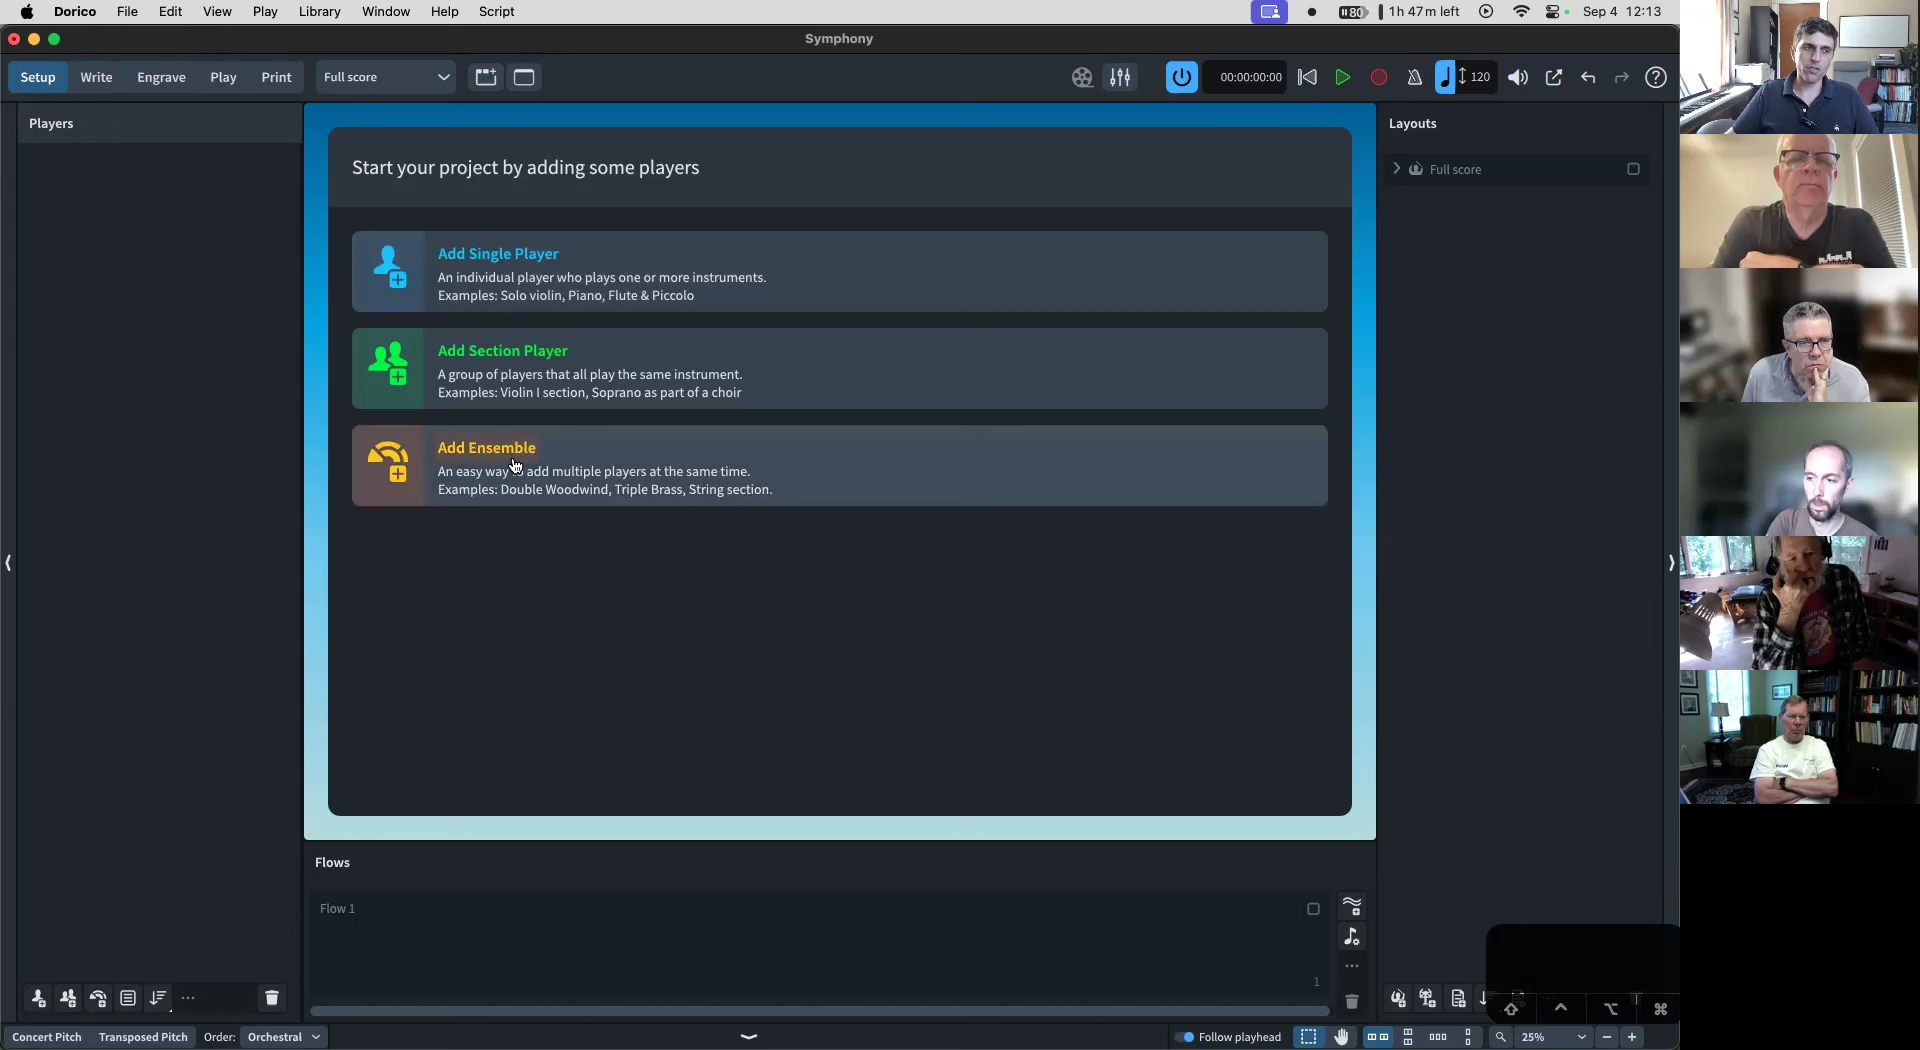 Dorico File Edit View Play Library Window Help Script
80 1 h 47 m left Sep 4 12:13
Symphony
Setup Write Engrave Play Print Full score
00:00:00:00 120
Players
Layouts
Start your project by adding some players
Full score
Add Single Player
An individual player who plays one or more instruments.
Examples: Solo violin, Piano, Flute & Piccolo
Add Section Player
A group of players that all play the same instrument.
Examples: Violin I section, Soprano as part of a choir
Add Ensemble
An easy way to add multiple players at the same time.
Examples: Double Woodwind, Triple Brass, String section.
Flows
Flow 1
1
Concert Pitch Transposed Pitch Order: Orchestral
Follow playhead 25%